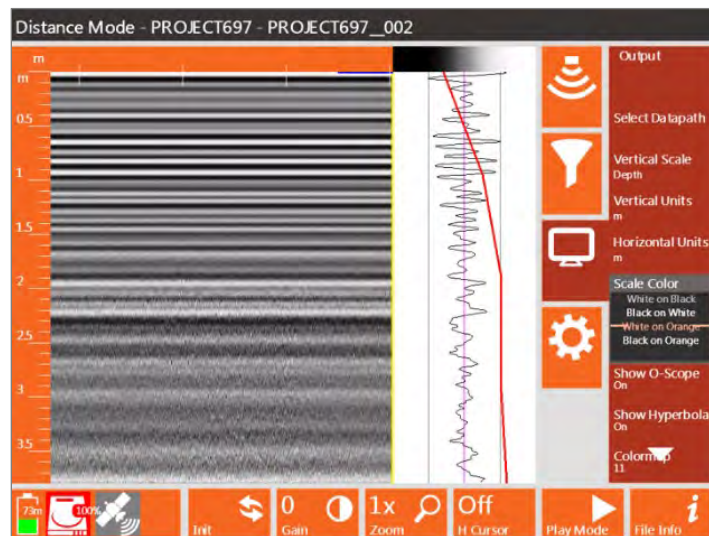 Distance Mode - PROJECT697 - PROJECT697__002
m
m
0.5
1
1.5
2
2.5
3
3.5
Output
Select Datapath
Vertical Scale
Depth
Vertical Units
m
Horizontal Units
m
Scale Color
White on Black
Black on White
White on Orange
Black on Orange
Show O-Scope
On
Show Hyperbola
On
Colormap
11
73m
100%
Init
0
Gain
1x
Zoom
Off
H Cursor
Play Mode
i
File Info